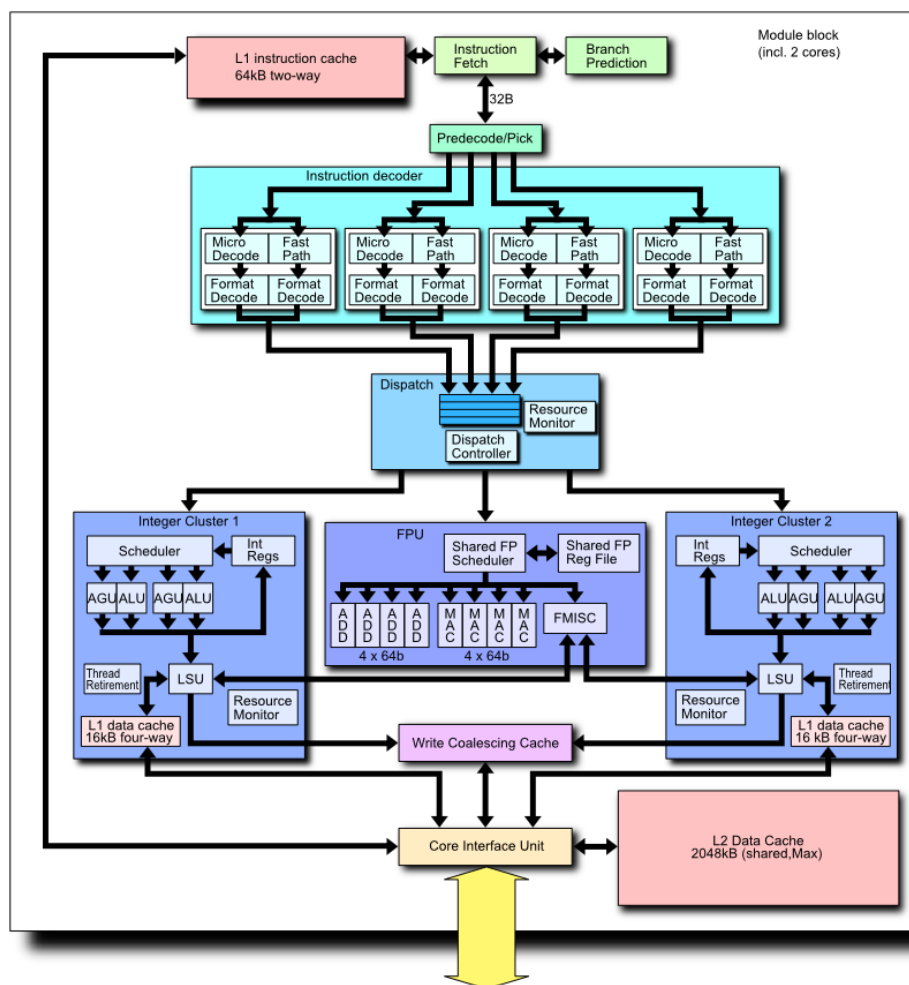 Module block
(incl. 2 cores)
L1 instruction cache
64kB two-way
Instruction
Fetch
Branch
Prediction
32B
Predecode/Pick
Instruction decoder
Micro
Decode
Fast
Path
Format
Decode
Format
Decode
Micro
Decode
Fast
Path
Format
Decode
Format
Decode
Micro
Decode
Fast
Path
Format
Decode
Format
Decode
Micro
Decode
Fast
Path
Format
Decode
Format
Decode
Dispatch
Resource
Monitor
Dispatch
Controller
Integer Cluster 1
Scheduler
Int
Regs
AGU
ALU
AGU
ALU
LSU
Thread
Retirement
Resource
Monitor
L1 data cache
16kB four-way
FPU
Shared FP
Scheduler
Shared FP
Reg File
ADD
ADD
ADD
ADD
MAC
MAC
MAC
MAC
FMISC
4 x 64b
4 x 64b
Integer Cluster 2
Int
Regs
Scheduler
ALU
AGU
ALU
AGU
LSU
Thread
Retirement
Resource
Monitor
L1 data cache
16 kB four-way
Write Coalescing Cache
Core Interface Unit
L2 Data Cache
2048kB (shared,Max)